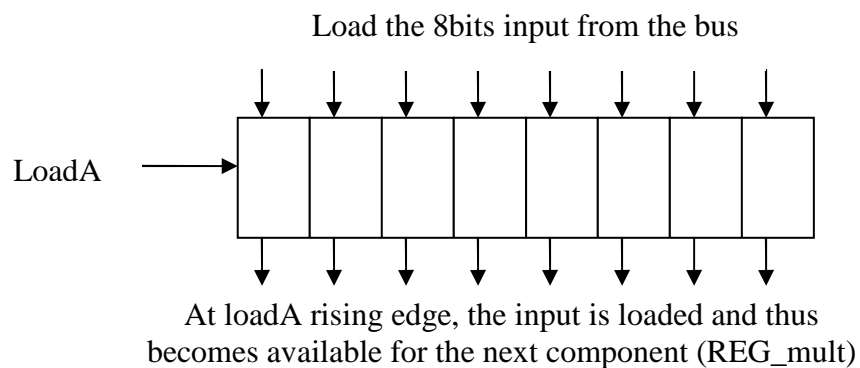 Load the 8bits input from the bus
LoadA
At loadA rising edge, the input is loaded and thus
becomes available for the next component (REG_mult)